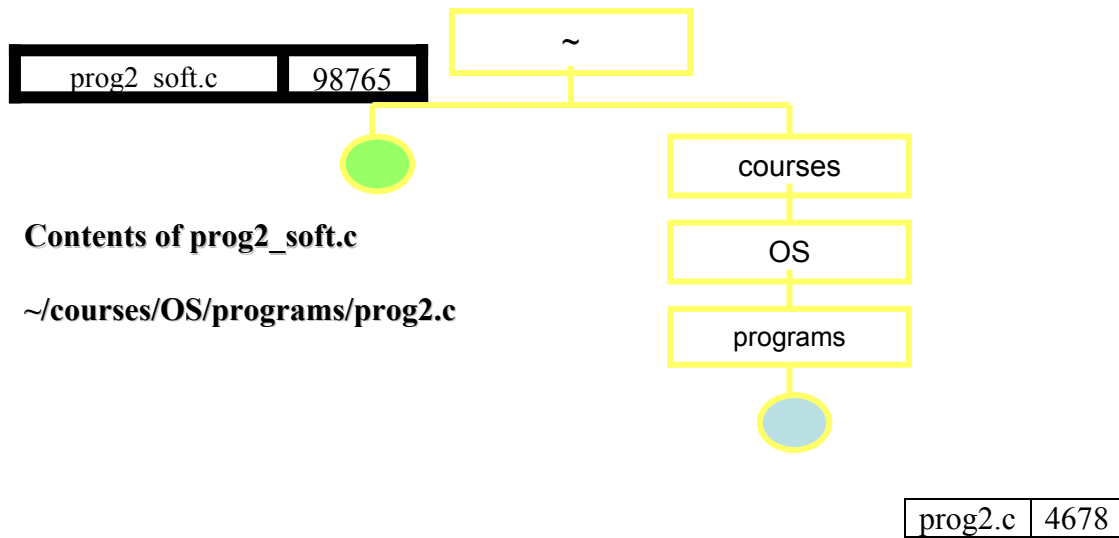 ~
prog2_soft.c 98765
courses
Contents of prog2_soft.c
OS
~/courses/OS/programs/prog2.c
programs
prog2.c 4678